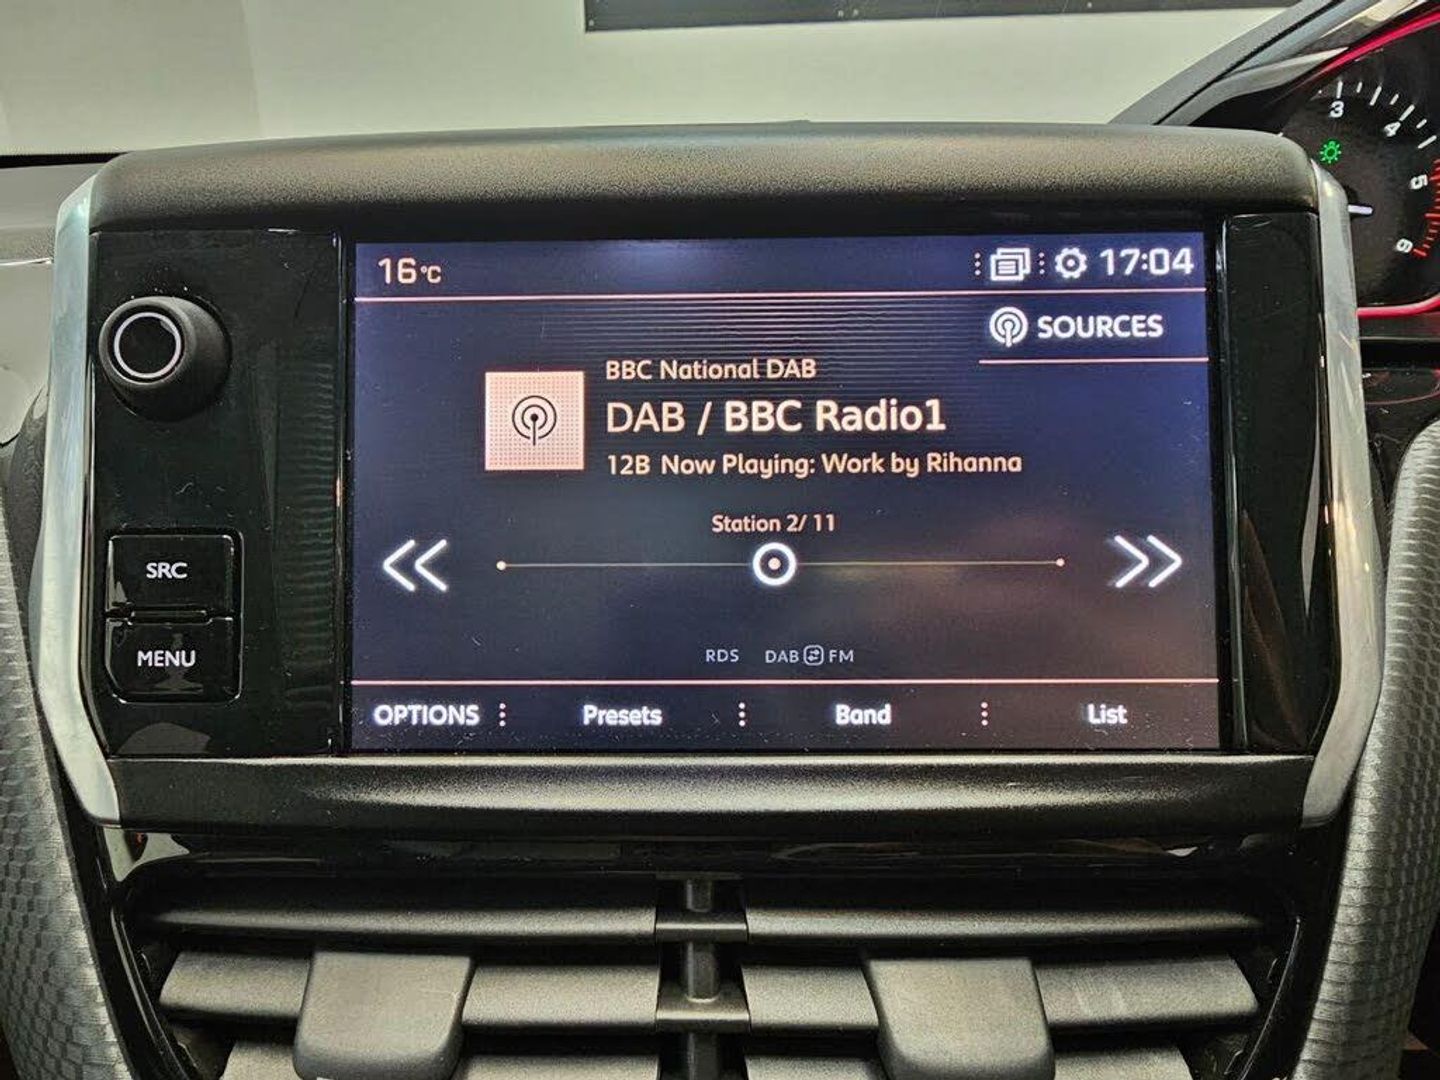 16°C
17:04
SOURCES
BBC National DAB
DAB / BBC Radio1
12B Now Playing: Work by Rihanna
Station 2/ 11
RDS DAB FM
OPTIONS Presets Band List
SRC
MENU
3
4
5
6